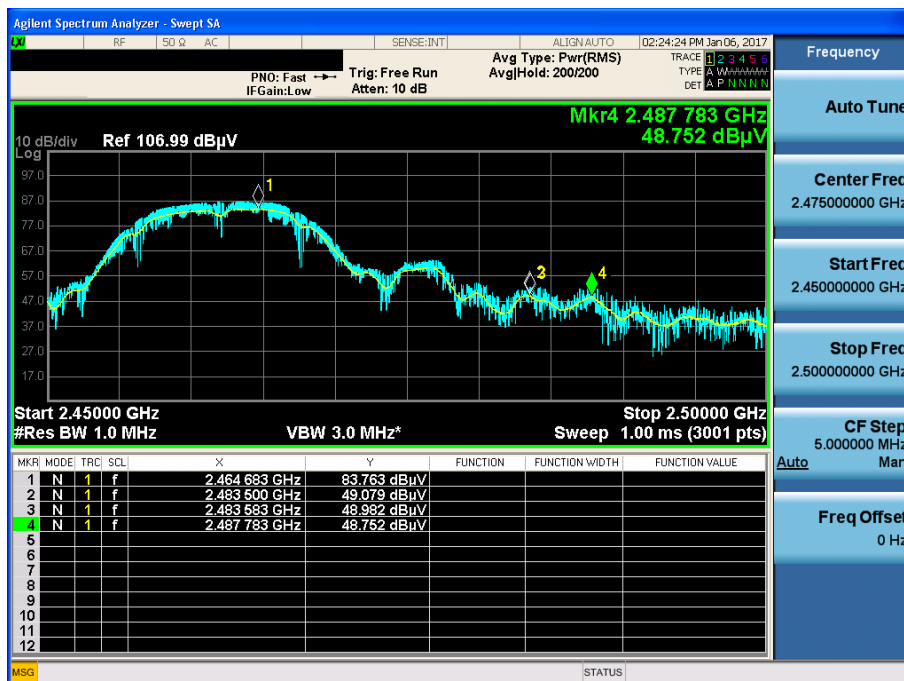 Agilent Spectrum Analyzer - Swept SA
LXI RF 50 Ω AC SENSE:INT ALIGN AUTO 02:24:24 PM Jan 06, 2017
Frequency
PNO: Fast
IFGain:Low
Trig: Free Run
Atten: 10 dB
Avg Type: Pwr(RMS)
Avg|Hold: 200/200
TRACE 1 2 3 4 5 6
TYPE A WWWWWW
DET A P N N N N
Mkr4 2.487 783 GHz
48.752 dBµV
10 dB/div Ref 106.99 dBµV
Log
97.0
87.0
77.0
67.0
57.0
47.0
37.0
27.0
17.0
1
3
4
Start 2.45000 GHz Stop 2.50000 GHz
#Res BW 1.0 MHz VBW 3.0 MHz* Sweep 1.00 ms (3001 pts)
MKR MODE TRC SCL X Y FUNCTION FUNCTION WIDTH FUNCTION VALUE
1 N 1 f 2.464 683 GHz 83.763 dBµV
2 N 1 f 2.483 500 GHz 49.079 dBµV
3 N 1 f 2.483 583 GHz 48.982 dBµV
4 N 1 f 2.487 783 GHz 48.752 dBµV
5
6
7
8
9
10
11
12
MSG STATUS
Auto Tune
Center Freq
2.475000000 GHz
Start Freq
2.450000000 GHz
Stop Freq
2.500000000 GHz
CF Step
5.000000 MHz
Auto Man
Freq Offset
0 Hz